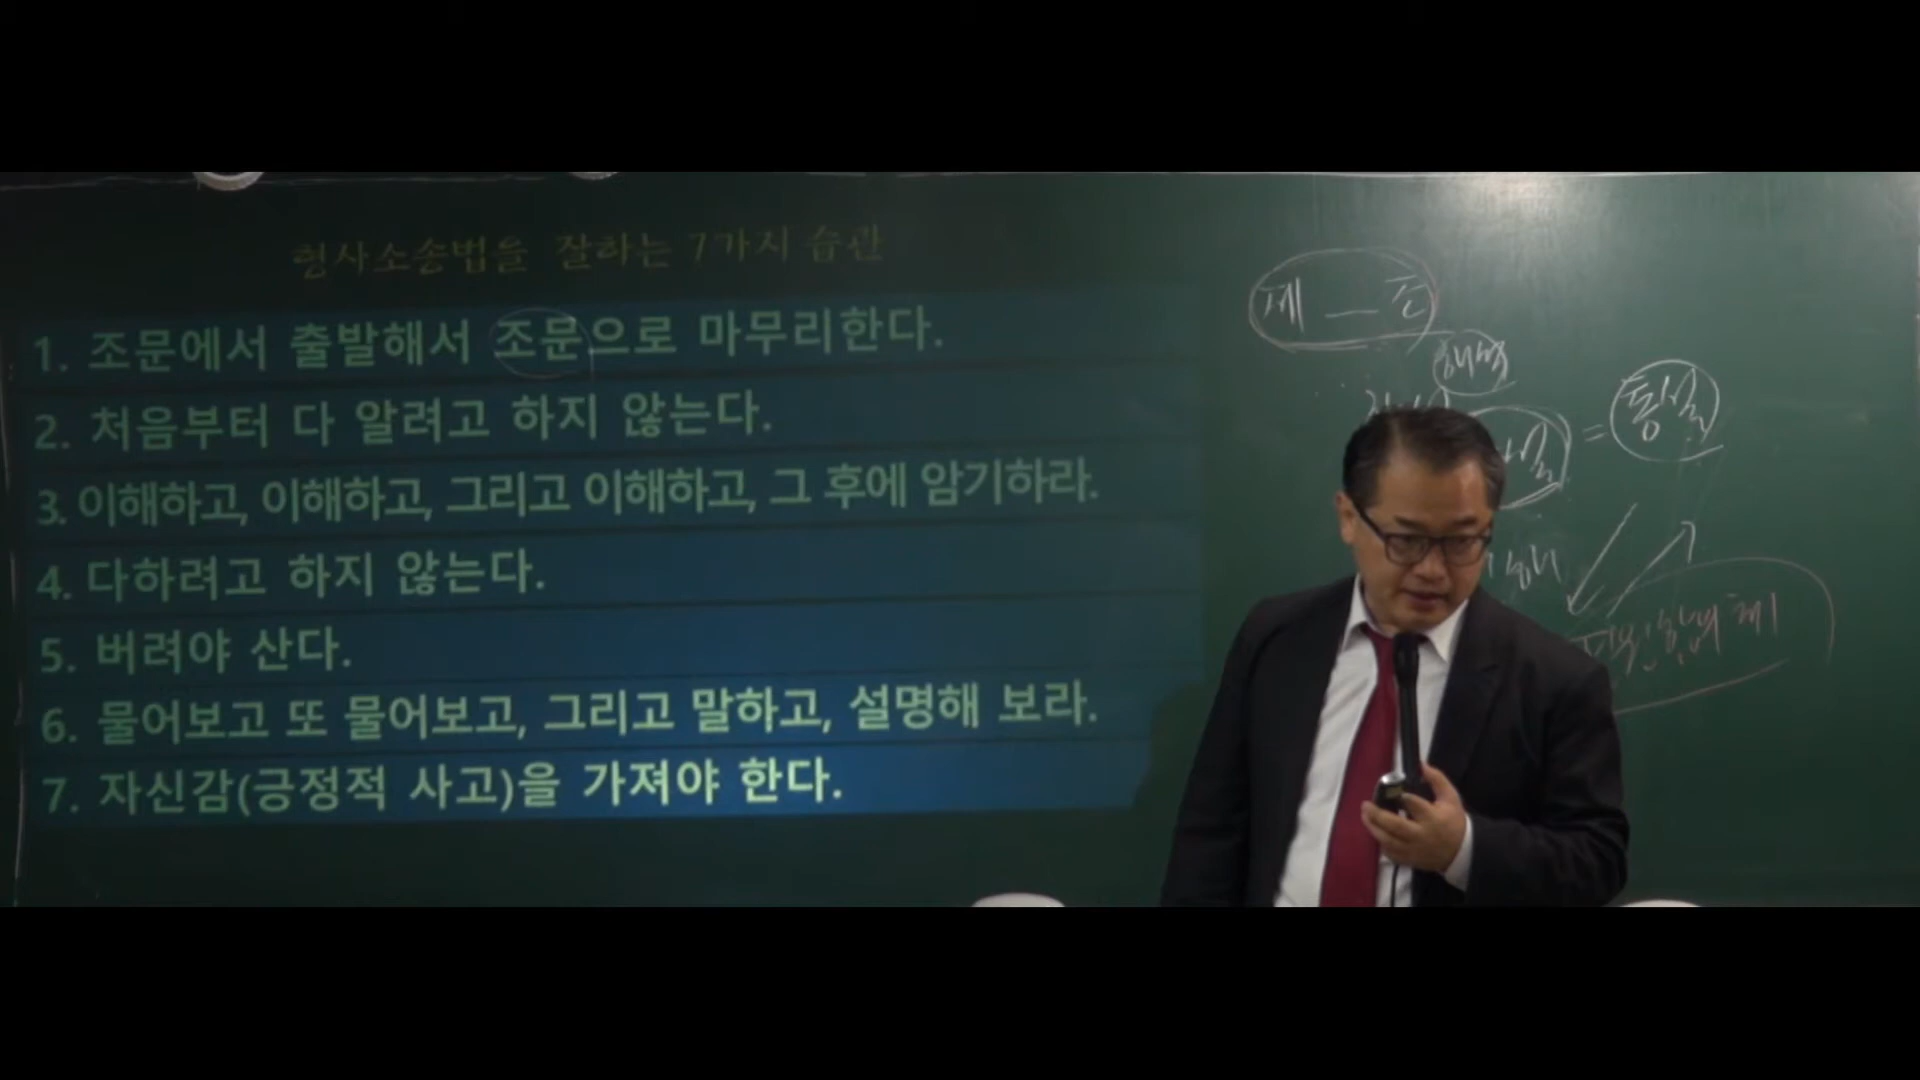 형사소송법을 잘하는 7가지 습관
1. 조문에서 출발해서 조문으로 마무리한다.
2. 처음부터 다 알려고 하지 않는다.
3. 이해하고, 이해하고, 그리고 이해하고, 그 후에 암기하라.
4. 다하려고 하지 않는다.
5. 버려야 산다.
6. 물어보고 또 물어보고, 그리고 말하고, 설명해 보라.
7. 자신감(긍정적 사고)을 가져야 한다.
제 __ 조
=